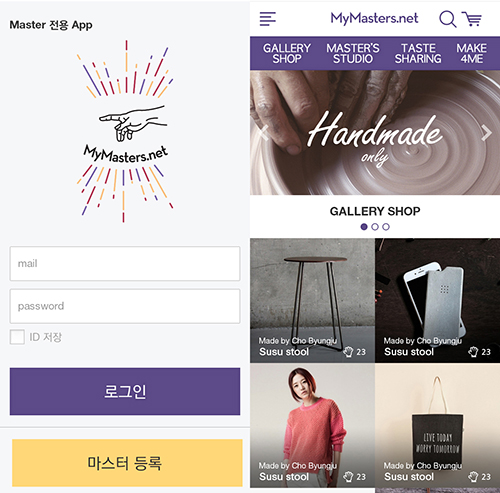 Master 전용 App
MyMasters.net
mail
password
ID 저장
로그인
마스터 등록
MyMasters.net
GALLERY SHOP
MASTER'S STUDIO
TASTE SHARING
MAKE 4ME
Handmade
only
GALLERY SHOP
Made by Cho Byungju
Susu stool
23
Made by Cho Byungju
Susu stool
23
Made by Cho Byungju
Susu stool
23
LIVE TODAY
WORRY TOMORROW
Made by Cho Byungju
Susu stool
23